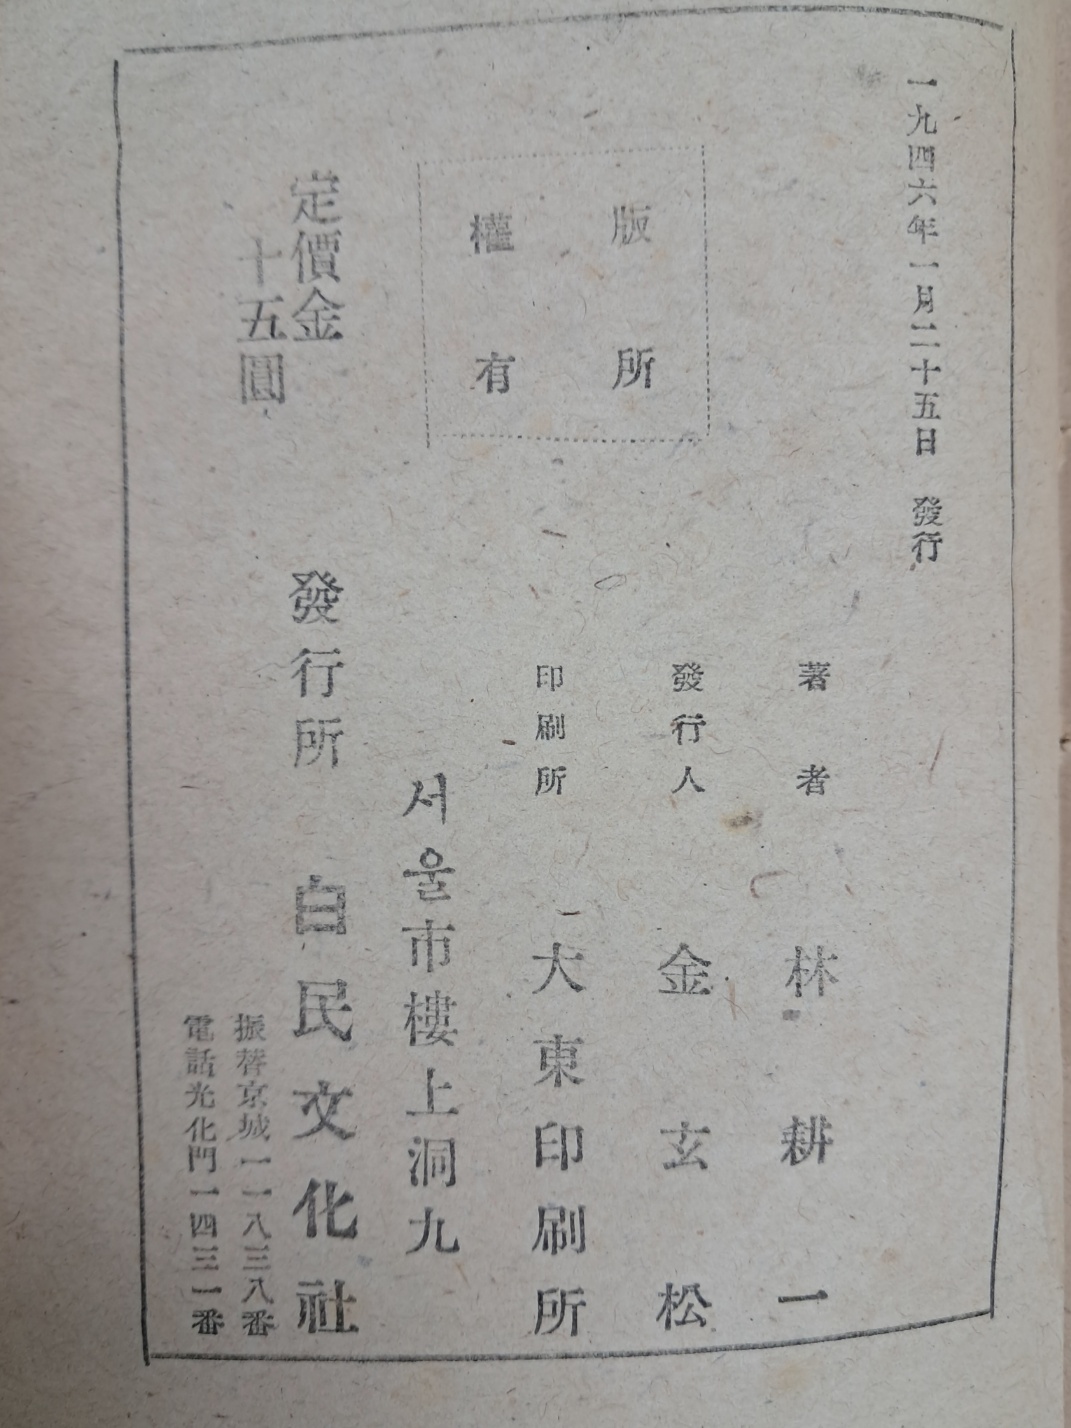 一九四六年一月二十五日 發行
著者 林耕一
發行人 金玄松
印刷所 大東印刷所
版所
權有
서울市樓上洞九
定價金
十五圓
發行所 白民文化社
振替京城一一八三八番
電話光化門一四三一番